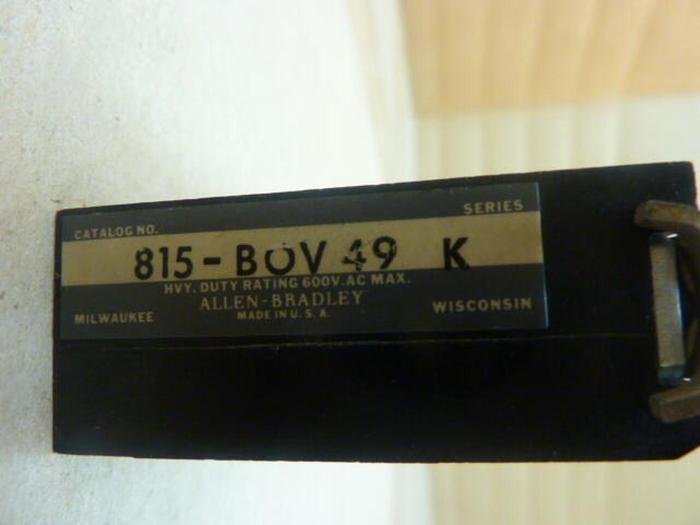 SERIES
CATALOG NO.
815-BOV 49 K
HVY. DUTY RATING 600V. AC MAX.
ALLEN-BRADLEY
MILWAUKEE WISCONSIN
MADE IN U. S. A.